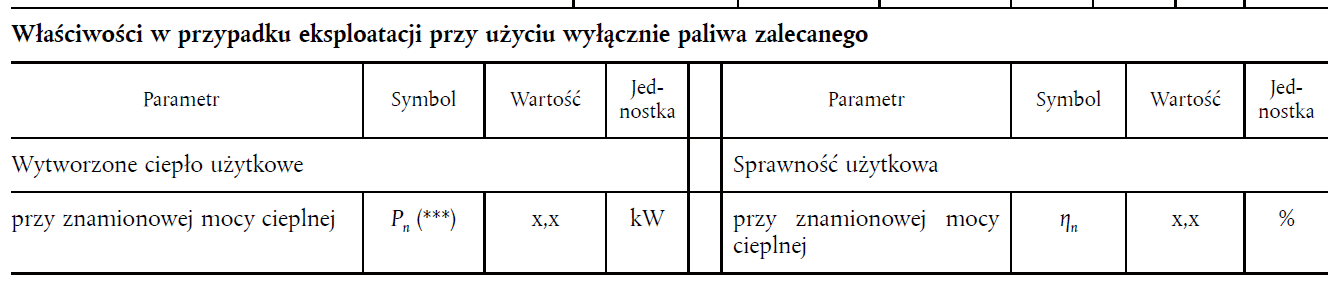 Właściwości w przypadku eksploatacji przy użyciu wyłącznie paliwa zalecanego
Parametr Symbol Wartość Jed-
nostka Parametr Symbol Wartość Jed-
nostka
Wytworzone ciepło użytkowe Sprawność użytkowa
przy znamionowej mocy cieplnej Pn (***) x,x kW przy znamionowej mocy
cieplnej ηn x,x %